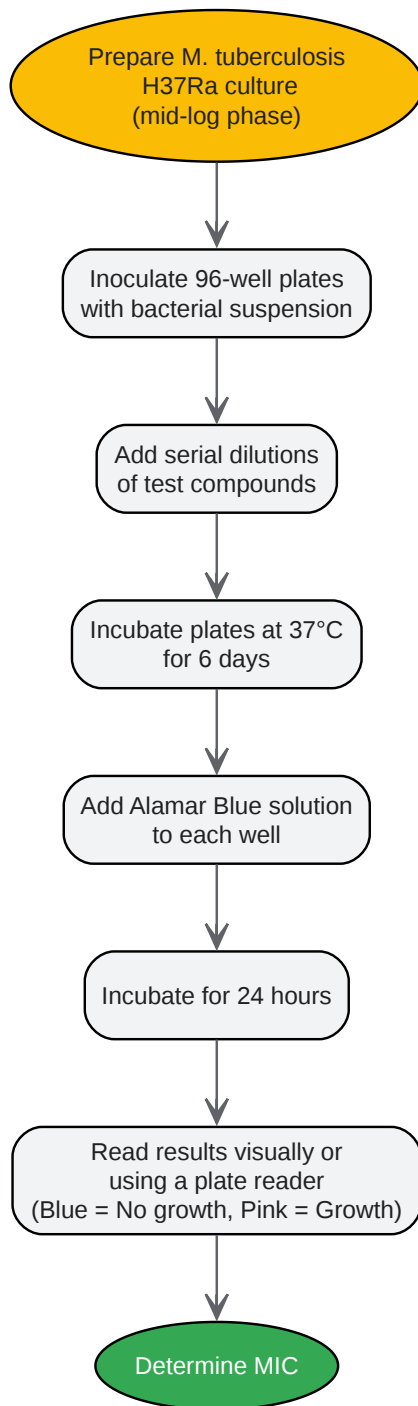 Prepare M. tuberculosis
H37Ra culture
(mid-log phase)
Inoculate 96-well plates
with bacterial suspension
Add serial dilutions
of test compounds
Incubate plates at 37°C
for 6 days
Add Alamar Blue solution
to each well
Incubate for 24 hours
Read results visually or
using a plate reader
(Blue = No growth, Pink = Growth)
Determine MIC